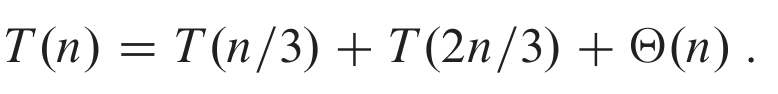 T(n) = T(n/3) + T(2n/3) + Θ(n) .